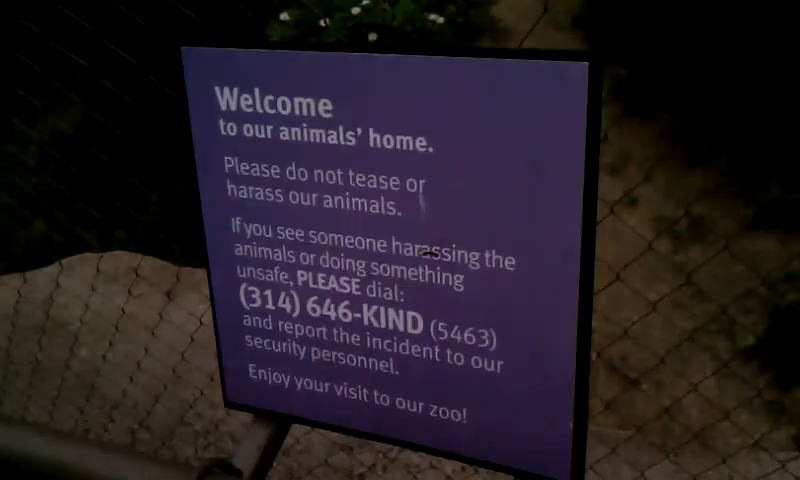 Welcome
to our animals' home.
Please do not tease or
harass our animals.
If you see someone harassing the
animals or doing something
unsafe, PLEASE dial:
(314) 646-KIND (5463)
and report the incident to our
security personnel.
Enjoy your visit to our zoo!